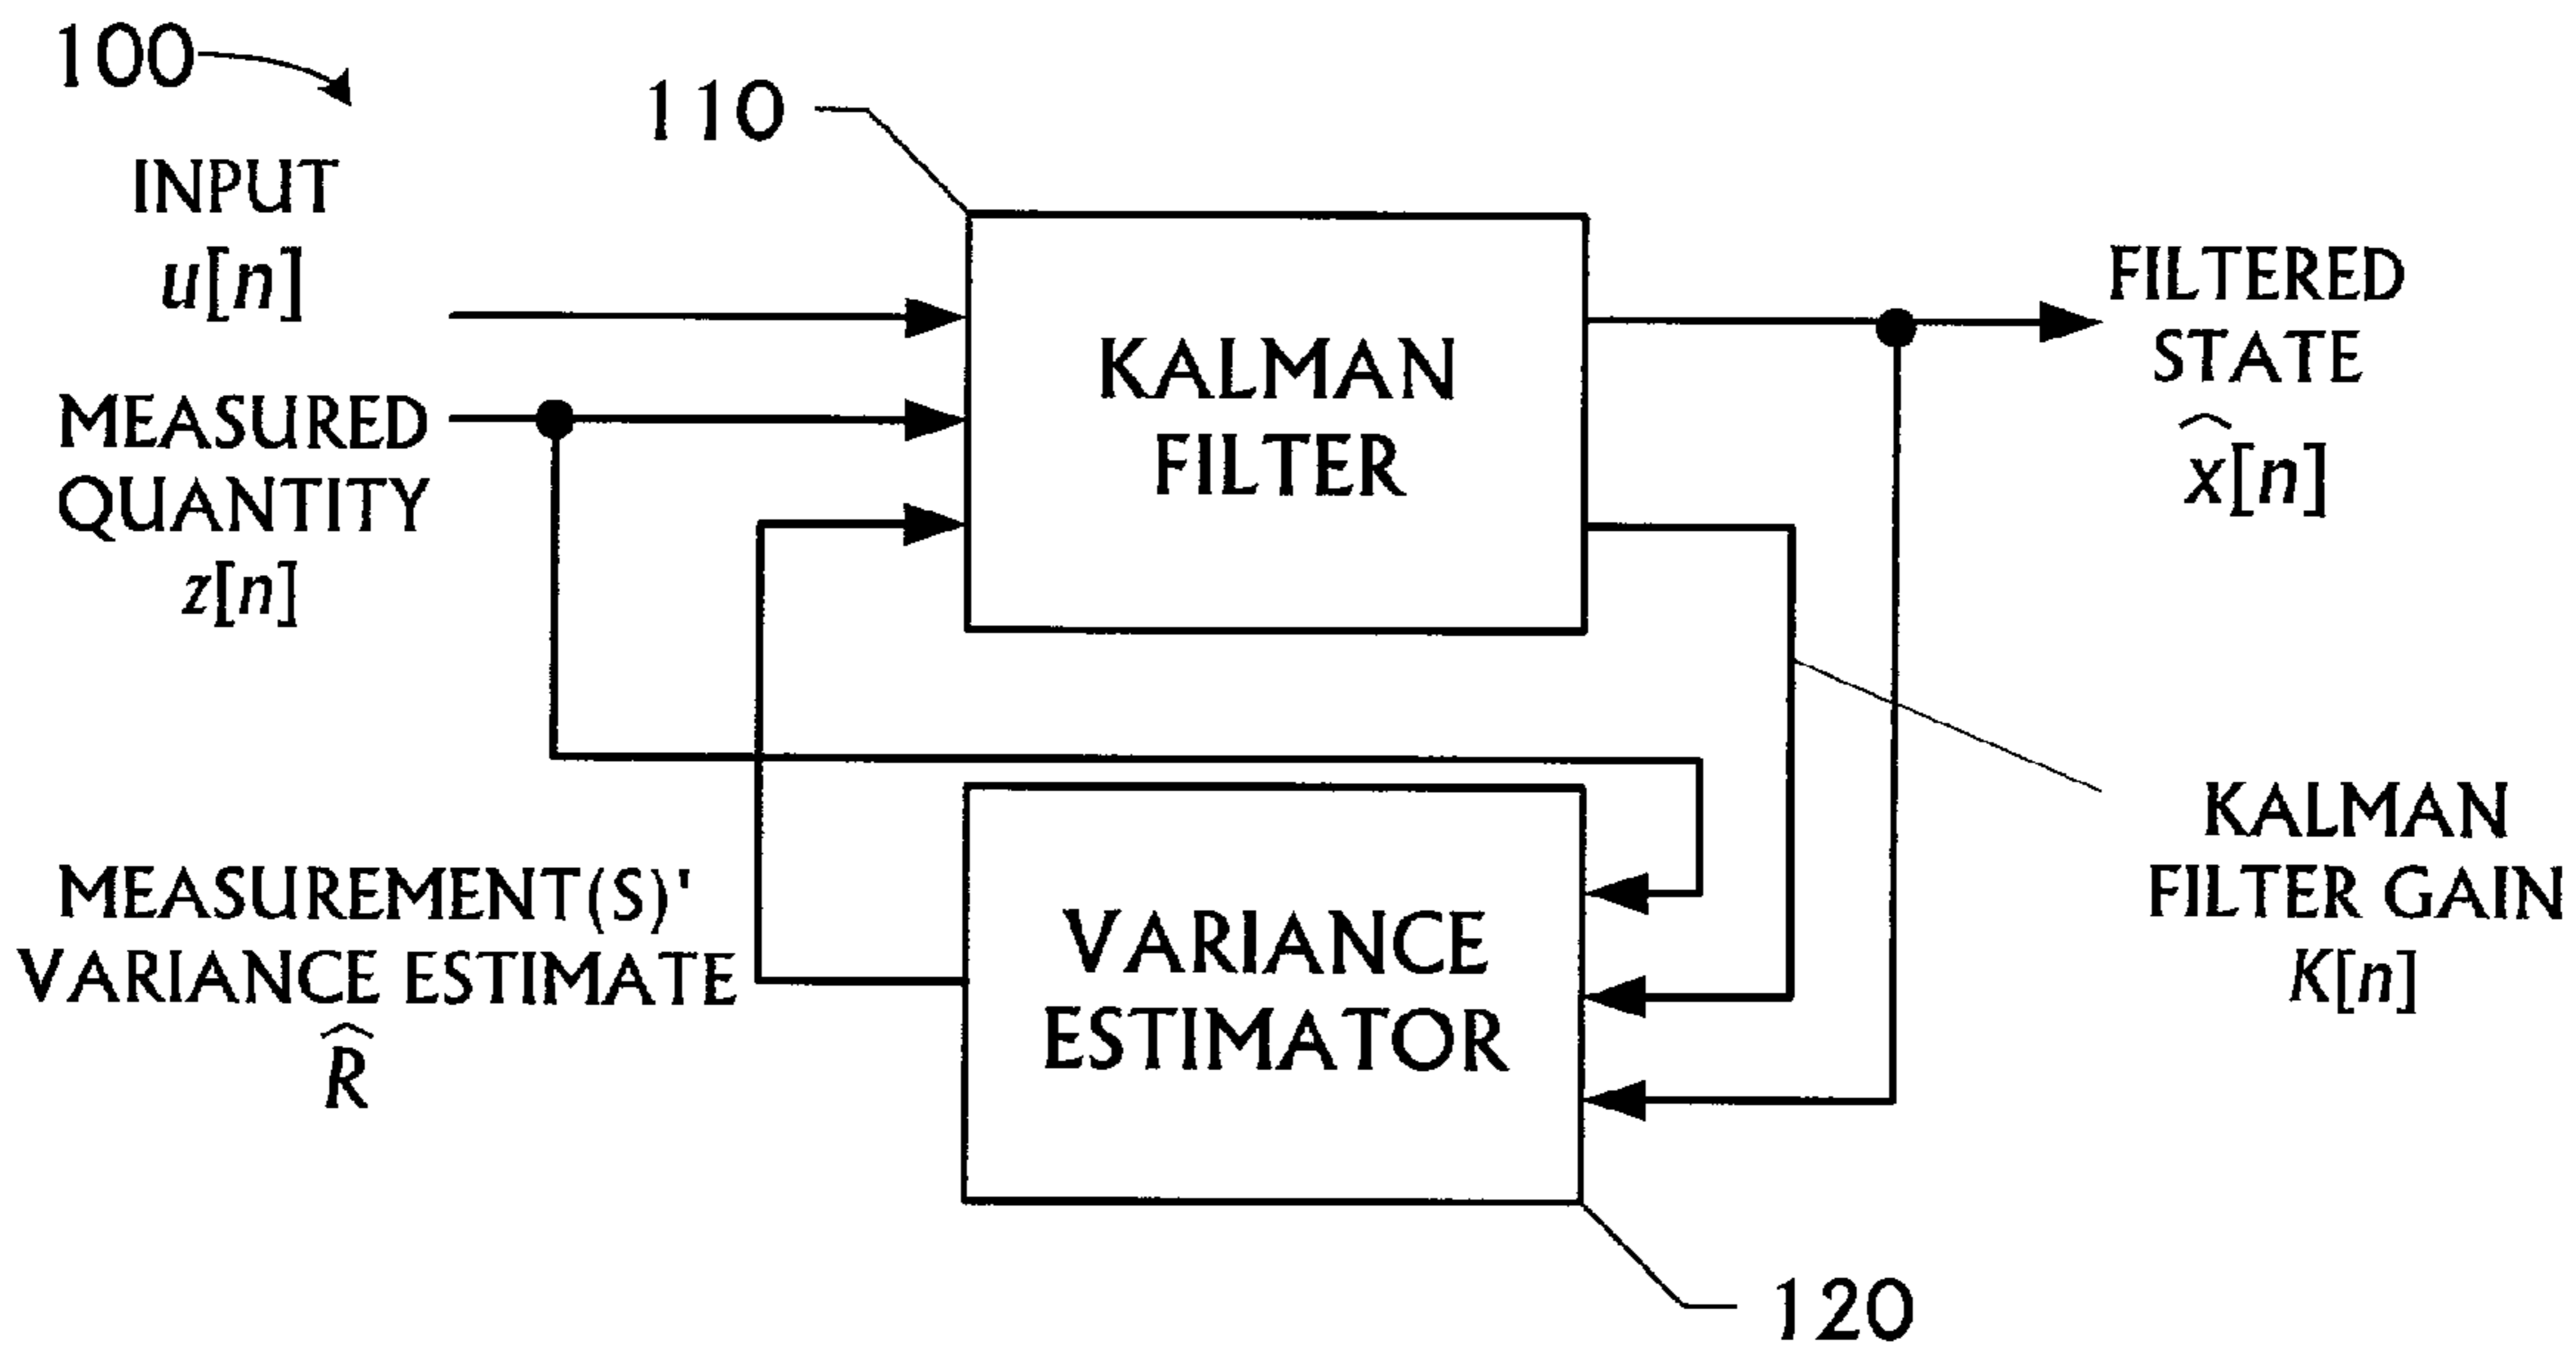 100
110
INPUT
u[n]
MEASURED
QUANTITY
z[n]
KALMAN
FILTER
FILTERED
STATE
x̂[n]
MEASUREMENT(S)'
VARIANCE ESTIMATE
R̂
VARIANCE
ESTIMATOR
KALMAN
FILTER GAIN
K[n]
120